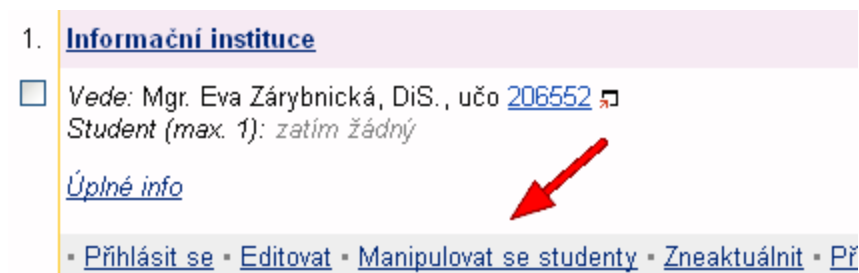 1. Informační instituce
Vede: Mgr. Eva Zárybnická, DiS., učo 206552
Student (max. 1): zatím žádný
Úplné info
▪ Přihlásit se ▪ Editovat ▪ Manipulovat se studenty ▪ Zneaktuálnit ▪